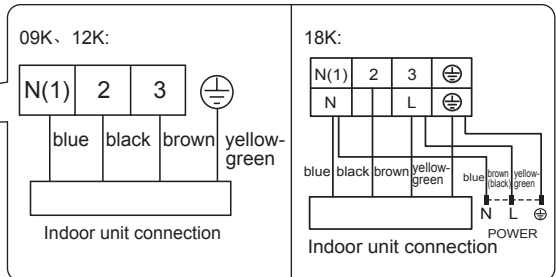 09K、12K:
N(1) 2 3
blue black brown yellow-
green
Indoor unit connection
18K:
N(1) 2 3
N L
blue black brown yellow-
green
blue brown yellow-
(black) green
N L
POWER
Indoor unit connection